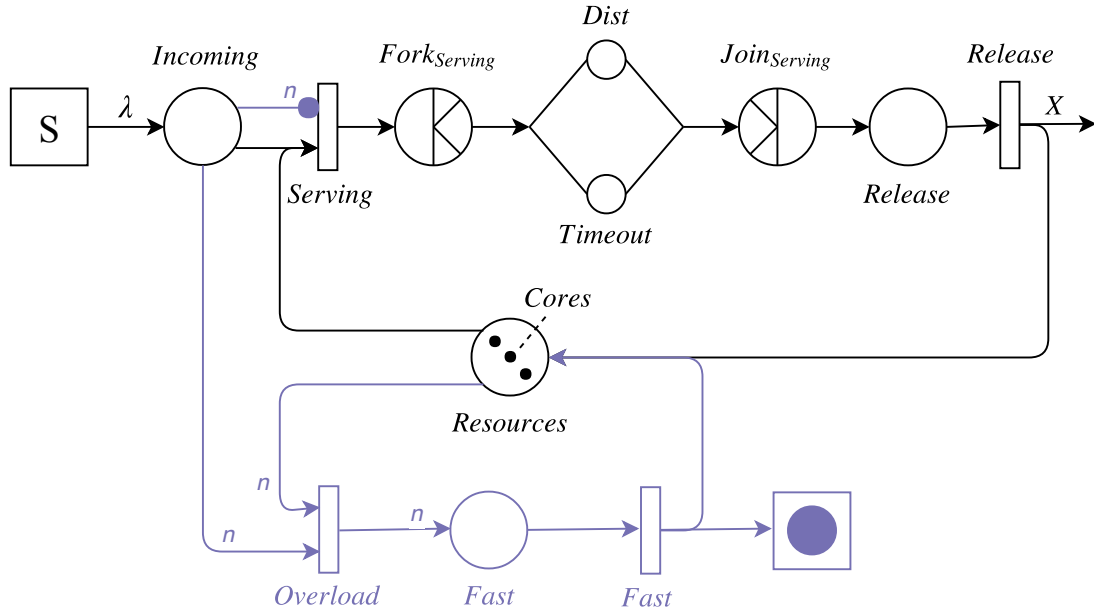 Dist
Incoming
Fork_Serving
Join_Serving
Release
n
λ
X
S
Serving
Release
Timeout
Cores
Resources
n
n
n
Overload
Fast
Fast